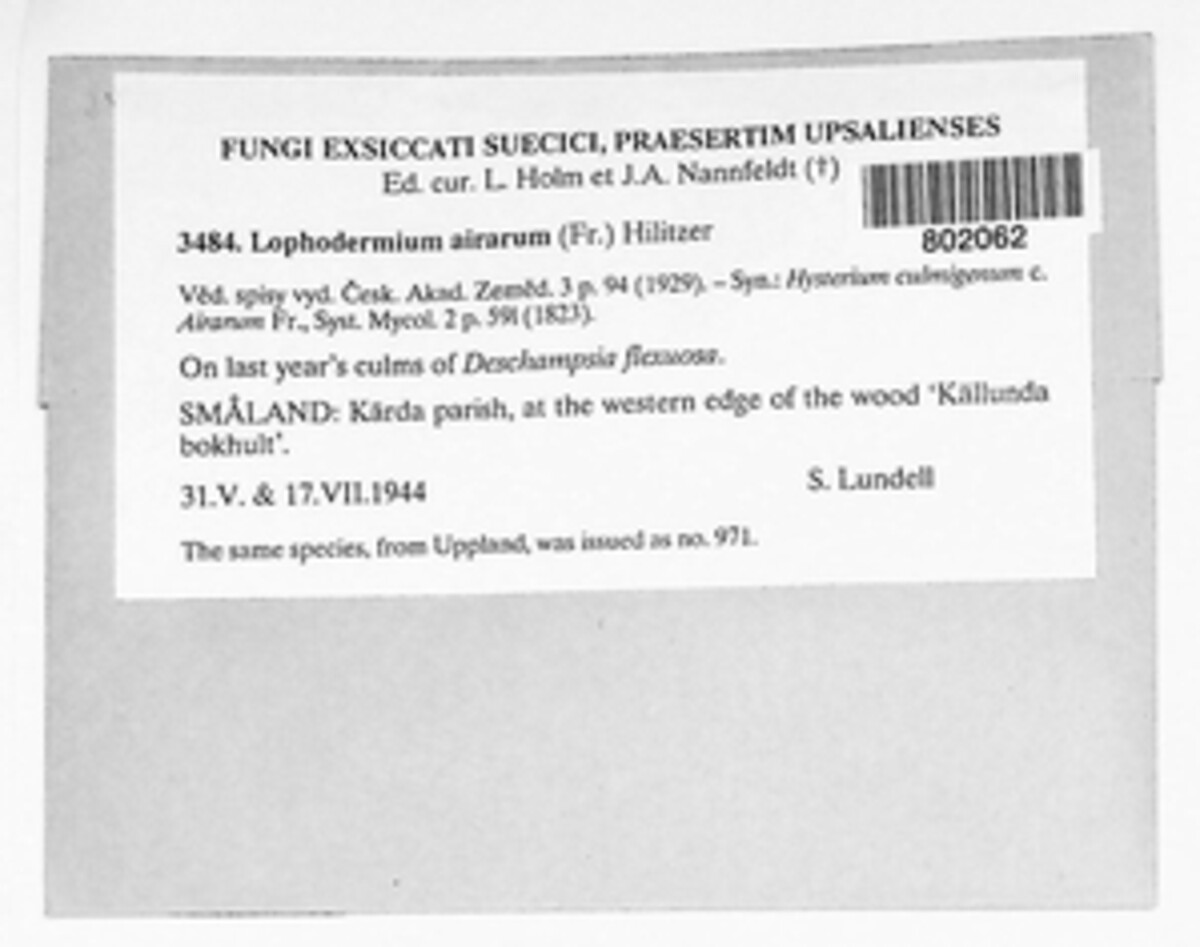 FUNGI EXSICCATI SUECICI, PRAESERTIM UPSALIENSES
Ed. cur. L. Holm et J.A. Nannfeldt (†)
802062
3484. Lophodermium airarum (Fr.) Hilitzer
Věd. spisy vyd. Česk. Akad. Zeměd. 3 p. 94 (1929). – Syn.: Hysterium culmigenum c.
Airarum Fr., Syst. Mycol. 2 p. 591 (1823).
On last year's culms of Deschampsia flexuosa.
SMÅLAND: Kärda parish, at the western edge of the wood 'Källunda
bokhult'.
31.V. & 17.VII.1944 S. Lundell
The same species, from Uppland, was issued as no. 971.